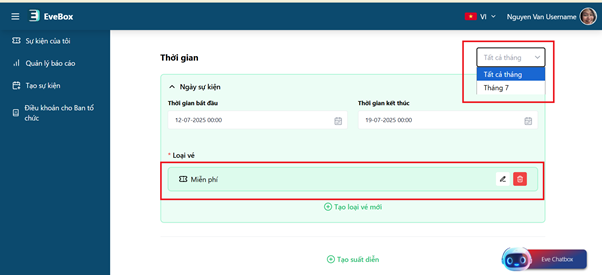 EveBox
VI
Nguyen Van Username
Sự kiện của tôi
Quản lý báo cáo
Tạo sự kiện
Điều khoản cho Ban tổ
chức
Thời gian
Tất cả tháng
Tất cả tháng
Tháng 7
Ngày sự kiện
Thời gian bắt đầu
Thời gian kết thúc
12-07-2025 00:00
19-07-2025 00:00
* Loại vé
Miễn phí
Tạo loại vé mới
Tạo suất diễn
Eve Chatbox